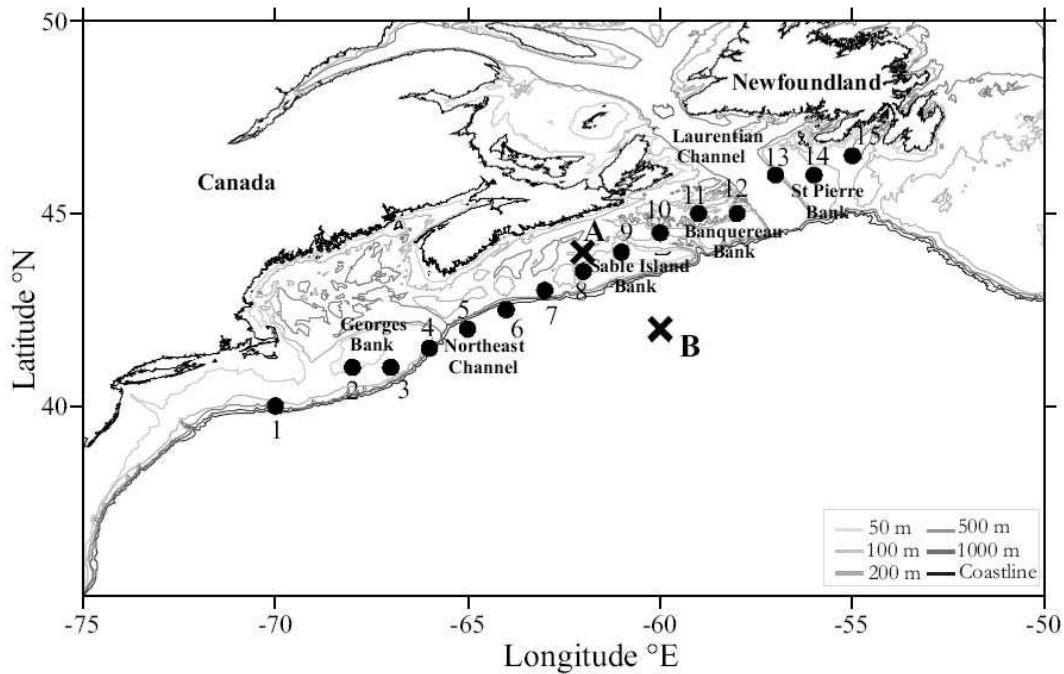 50
Newfoundland
Laurentian
Channel
15
13
14
Canada
St Pierre
Bank
45
11
12
10
Banquereau
Bank
A
9
Sable Island
Bank
8
7
5
6
Georges
Bank
4
Northeast
Channel
B
2
3
40
1
50 m
500 m
100 m
1000 m
200 m
Coastline
-75
-70
-65
-60
-55
-50
Latitude °N
Longitude °E